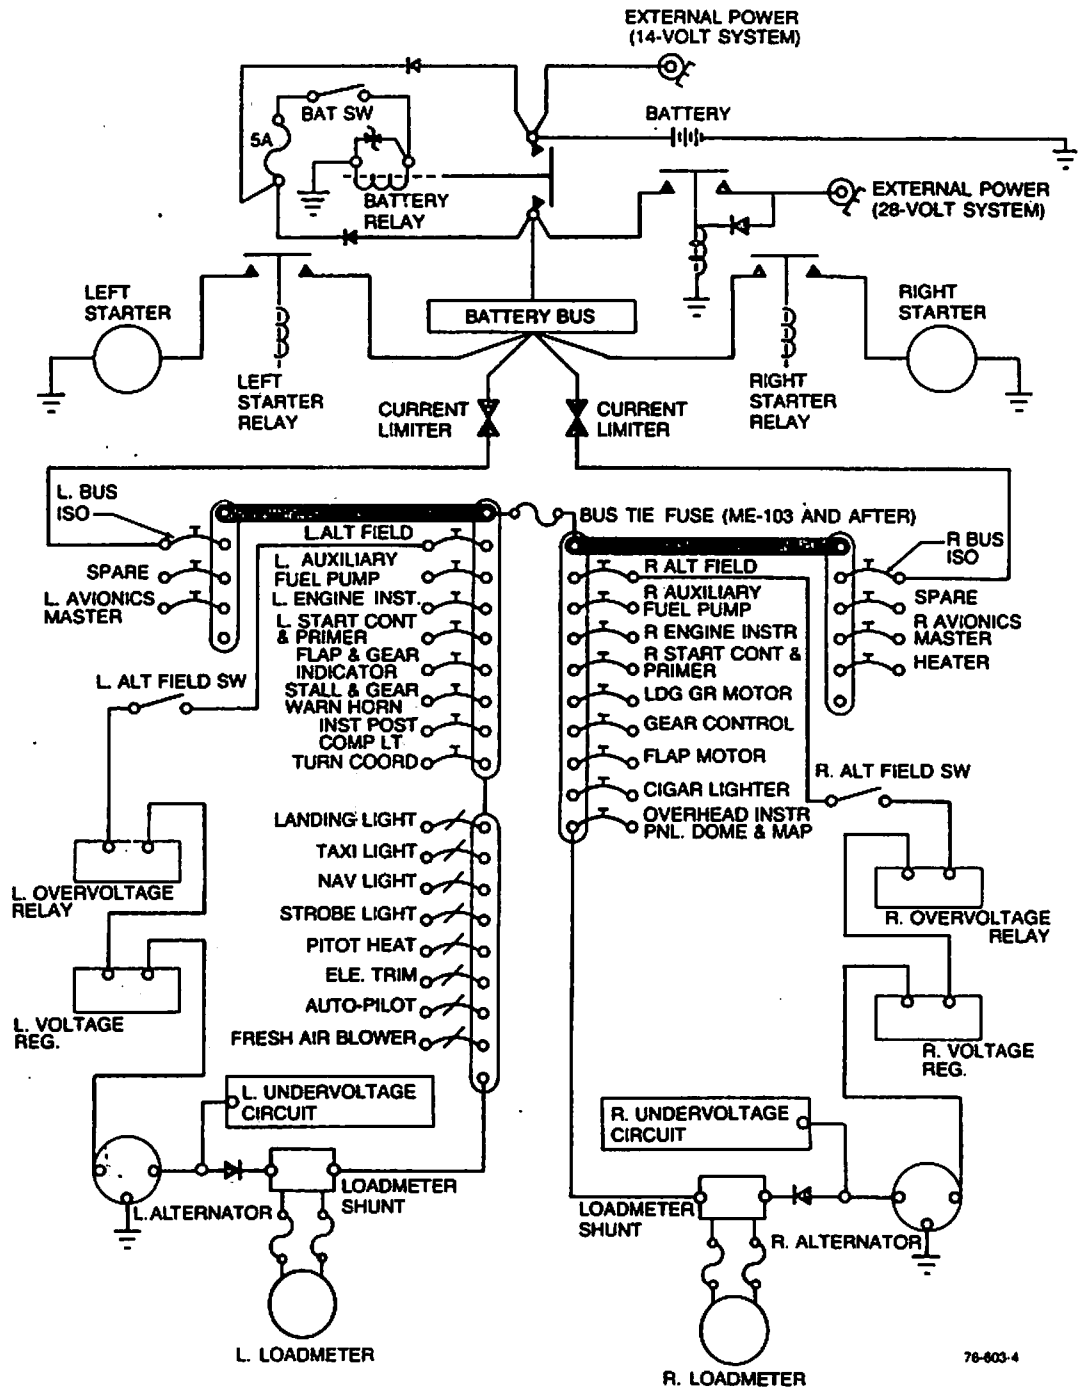 EXTERNAL POWER
(14-VOLT SYSTEM)
BAT SW
BATTERY
5A
BATTERY
RELAY
EXTERNAL POWER
(28-VOLT SYSTEM)
LEFT
STARTER
BATTERY BUS
RIGHT
STARTER
LEFT
STARTER
RELAY
CURRENT
LIMITER
CURRENT
LIMITER
RIGHT
STARTER
RELAY
L. BUS
ISO
SPARE
L. AVIONICS
MASTER
L.ALT FIELD
L. AUXILIARY
FUEL PUMP
L. ENGINE INST.
L. START CONT
& PRIMER
FLAP & GEAR
INDICATOR
STALL & GEAR
WARN HORN
INST POST
COMP LT
TURN COORD
BUS TIE FUSE (ME-103 AND AFTER)
R ALT FIELD
R AUXILIARY
FUEL PUMP
R ENGINE INSTR
R START CONT &
PRIMER
LDG GR MOTOR
GEAR CONTROL
FLAP MOTOR
CIGAR LIGHTER
OVERHEAD INSTR
PNL. DOME & MAP
R BUS
ISO
SPARE
R AVIONICS
MASTER
HEATER
L. ALT FIELD SW
R. ALT FIELD SW
LANDING LIGHT
TAXI LIGHT
NAV LIGHT
STROBE LIGHT
PITOT HEAT
ELE. TRIM
AUTO-PILOT
FRESH AIR BLOWER
L. OVERVOLTAGE
RELAY
L. VOLTAGE
REG.
R. OVERVOLTAGE
RELAY
R. VOLTAGE
REG.
L. UNDERVOLTAGE
CIRCUIT
R. UNDERVOLTAGE
CIRCUIT
L.ALTERNATOR
LOADMETER
SHUNT
LOADMETER
SHUNT
R. ALTERNATOR
L. LOADMETER
R. LOADMETER
76-603-4